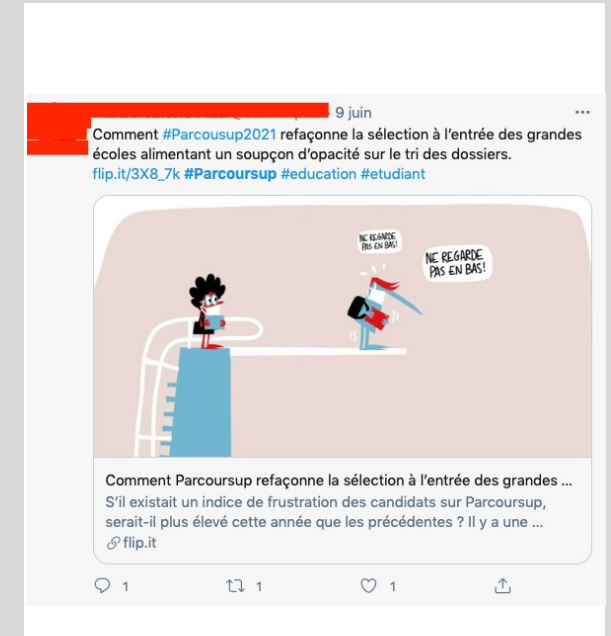 9 juin
Comment #Parcousup2021 refaçonne la sélection à l'entrée des grandes
écoles alimentant un soupçon d'opacité sur le tri des dossiers.
flip.it/3X8_7k #Parcoursup #education #etudiant
NE REGARDE
PAS EN BAS!
NE REGARDE
PAS EN BAS!
Comment Parcoursup refaçonne la sélection à l'entrée des grandes ...
S'il existait un indice de frustration des candidats sur Parcoursup,
serait-il plus élevé cette année que les précédentes ? Il y a une ...
flip.it
1 1 1